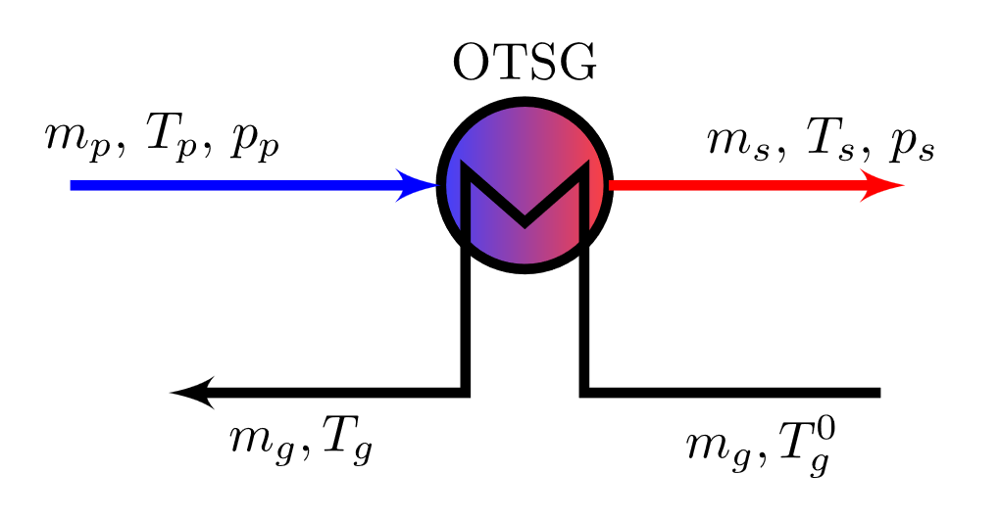 OTSG
m_p, T_p, p_p
m_s, T_s, p_s
m_g, T_g
m_g, T_g^0